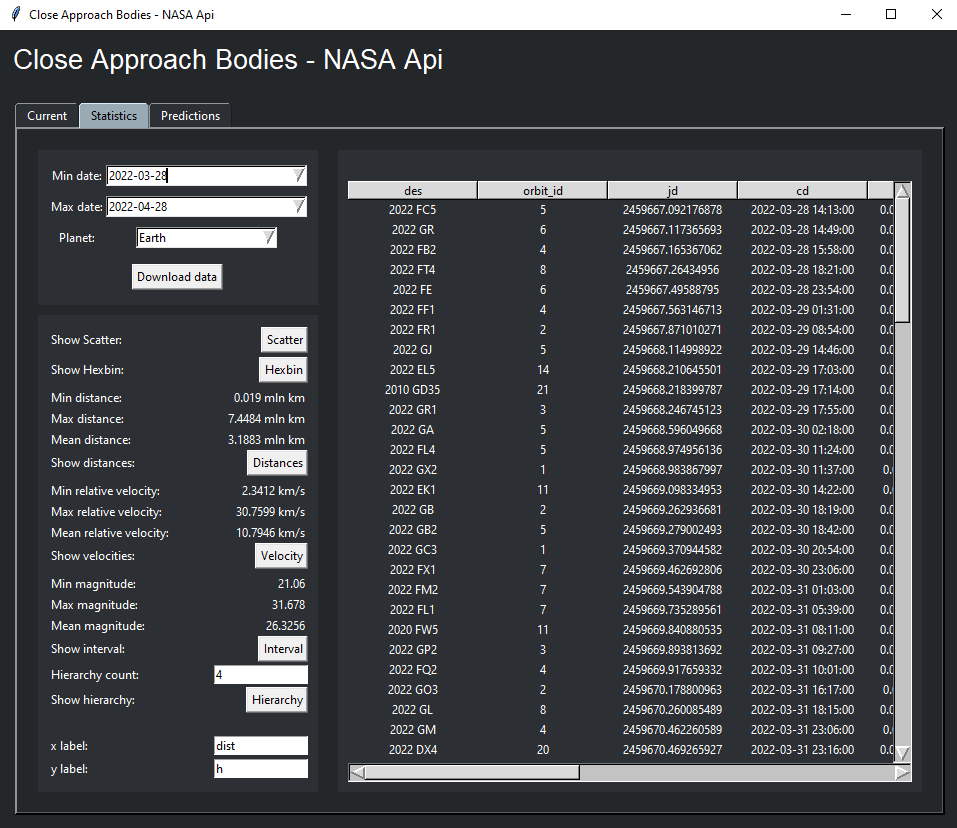 Close Approach Bodies - NASA Api
Close Approach Bodies - NASA Api
Current Statistics Predictions
Min date: 2022-03-28
Max date: 2022-04-28
Planet: Earth
Download data
Show Scatter: Scatter
Show Hexbin: Hexbin
Min distance: 0.019 mln km
Max distance: 7.4484 mln km
Mean distance: 3.1883 mln km
Show distances: Distances
Min relative velocity: 2.3412 km/s
Max relative velocity: 30.7599 km/s
Mean relative velocity: 10.7946 km/s
Show velocities: Velocity
Min magnitude: 21.06
Max magnitude: 31.678
Mean magnitude: 26.3256
Show interval: Interval
Hierarchy count: 4
Show hierarchy: Hierarchy
x label: dist
y label: h
des orbit_id jd cd
2022 FC5 5 2459667.092176878 2022-03-28 14:13:00 0.0
2022 GR 6 2459667.117365693 2022-03-28 14:49:00 0.0
2022 FB2 4 2459667.165367062 2022-03-28 15:58:00 0.0
2022 FT4 8 2459667.26434956 2022-03-28 18:21:00 0.0
2022 FE 6 2459667.49588795 2022-03-28 23:54:00 0.0
2022 FF1 4 2459667.563146713 2022-03-29 01:31:00 0.0
2022 FR1 2 2459667.871010271 2022-03-29 08:54:00 0.0
2022 GJ 5 2459668.114998922 2022-03-29 14:46:00 0.0
2022 EL5 14 2459668.210645501 2022-03-29 17:03:00 0.0
2010 GD35 21 2459668.218399787 2022-03-29 17:14:00 0.0
2022 GR1 3 2459668.246745123 2022-03-29 17:55:00 0.0
2022 GA 5 2459668.596049668 2022-03-30 02:18:00 0.0
2022 FL4 5 2459668.974956136 2022-03-30 11:24:00 0.0
2022 GX2 1 2459668.983867997 2022-03-30 11:37:00 0.
2022 EK1 11 2459669.098334953 2022-03-30 14:22:00 0.0
2022 GB 2 2459669.262936681 2022-03-30 18:19:00 0.0
2022 GB2 5 2459669.279002493 2022-03-30 18:42:00 0.0
2022 GC3 1 2459669.370944582 2022-03-30 20:54:00 0.0
2022 FX1 7 2459669.462692806 2022-03-30 23:06:00 0.0
2022 FM2 7 2459669.543904788 2022-03-31 01:03:00 0.0
2022 FL1 7 2459669.735289561 2022-03-31 05:39:00 0.0
2020 FW5 11 2459669.840880535 2022-03-31 08:11:00 0.0
2022 GP2 3 2459669.893813692 2022-03-31 09:27:00 0.0
2022 FQ2 4 2459669.917659332 2022-03-31 10:01:00 0.0
2022 GO3 2 2459670.178800963 2022-03-31 16:17:00 0.
2022 GL 8 2459670.260085489 2022-03-31 18:15:00 0.0
2022 GM 4 2459670.462260589 2022-03-31 23:06:00 0.
2022 DX4 20 2459670.469265927 2022-03-31 23:16:00 0.0